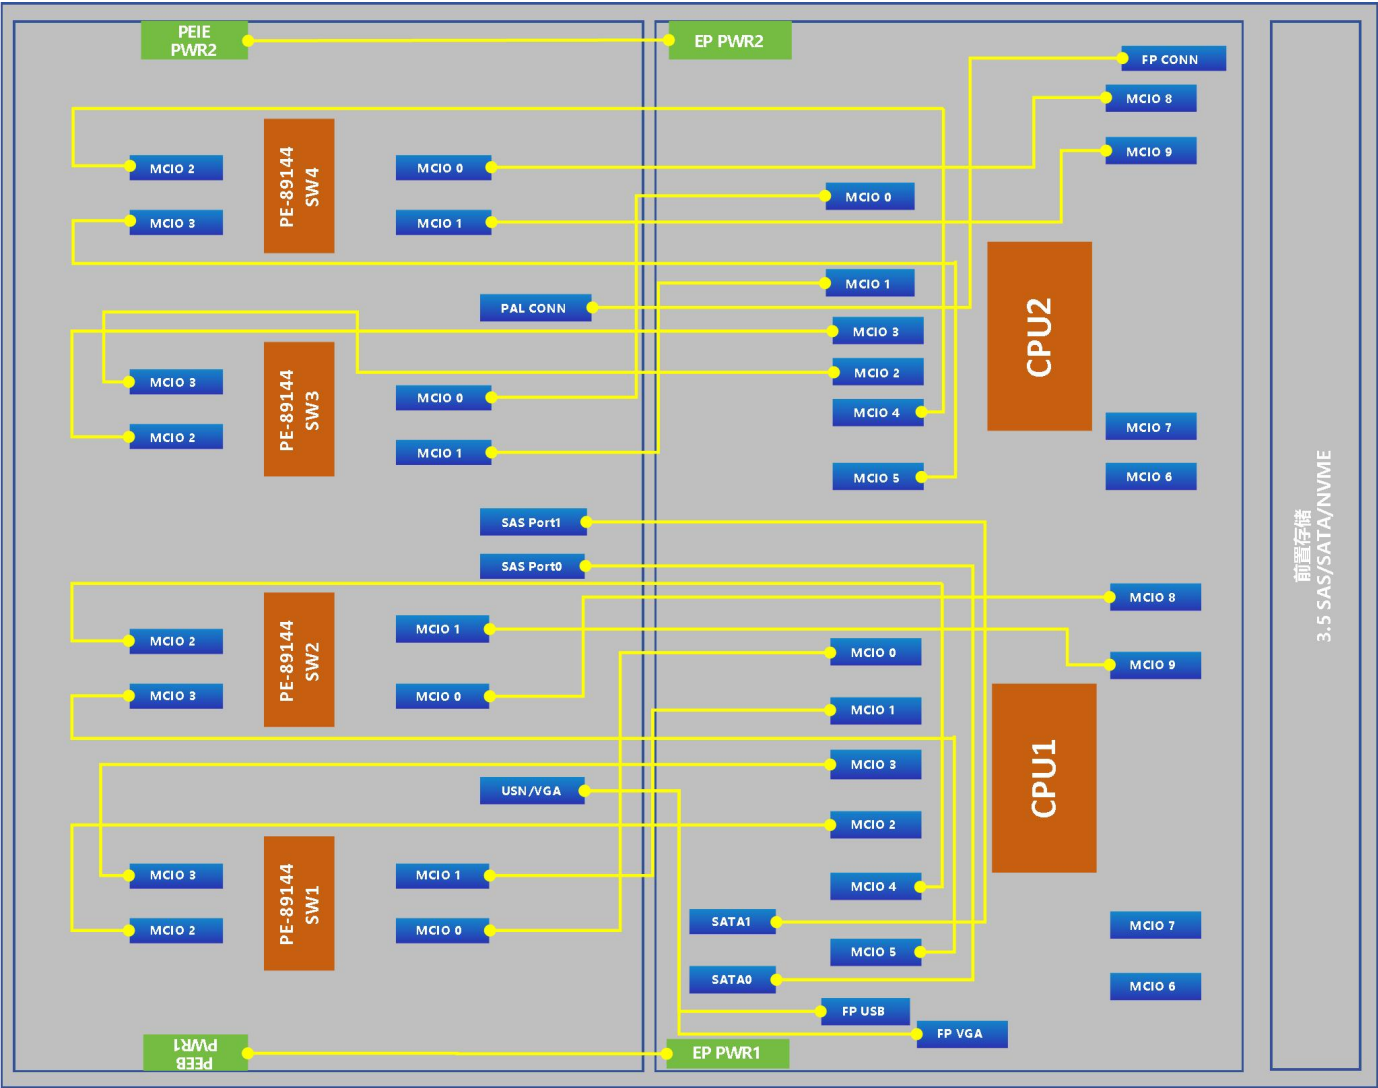 PEIE
PWR2
EP PWR2
FP CONN
MCIO 8
MCIO 9
MCIO 2
MCIO 3
PE-89144
SW4
MCIO 0
MCIO 1
MCIO 0
MCIO 1
PAL CONN
MCIO 3
MCIO 2
MCIO 4
MCIO 5
CPU2
MCIO 7
MCIO 6
MCIO 3
MCIO 2
PE-89144
SW3
MCIO 0
MCIO 1
SAS Port1
SAS Port0
前置存储
3.5 SAS/SATA/NVME
MCIO 2
MCIO 3
PE-89144
SW2
MCIO 1
MCIO 0
MCIO 8
MCIO 9
MCIO 0
MCIO 1
MCIO 3
MCIO 2
MCIO 4
MCIO 5
CPU1
USN/VGA
MCIO 3
MCIO 2
PE-89144
SW1
MCIO 1
MCIO 0
SATA1
SATA0
MCIO 7
MCIO 6
FP USB
FP VGA
PEEB
PWR1
EP PWR1